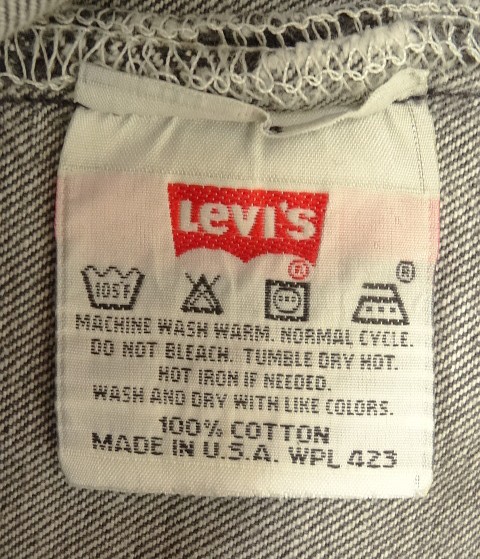 Levi's
®
®
105F
MACHINE WASH WARM. NORMAL CYCLE.
DO NOT BLEACH. TUMBLE DRY HOT.
HOT IRON IF NEEDED.
WASH AND DRY WITH LIKE COLORS.
100% COTTON
MADE IN U.S.A. WPL 423